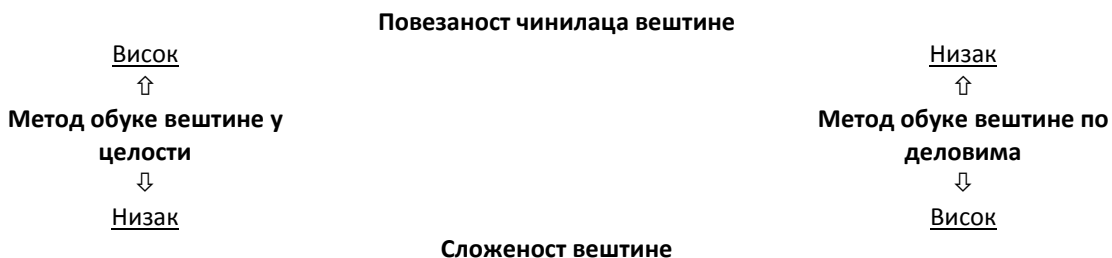 Повезаност чинилаца вештине
Висок Низак
⇧ ⇧
Метод обуке вештине у Метод обуке вештине по
целости деловима
⇩ ⇩
Низак Висок
Сложеност вештине